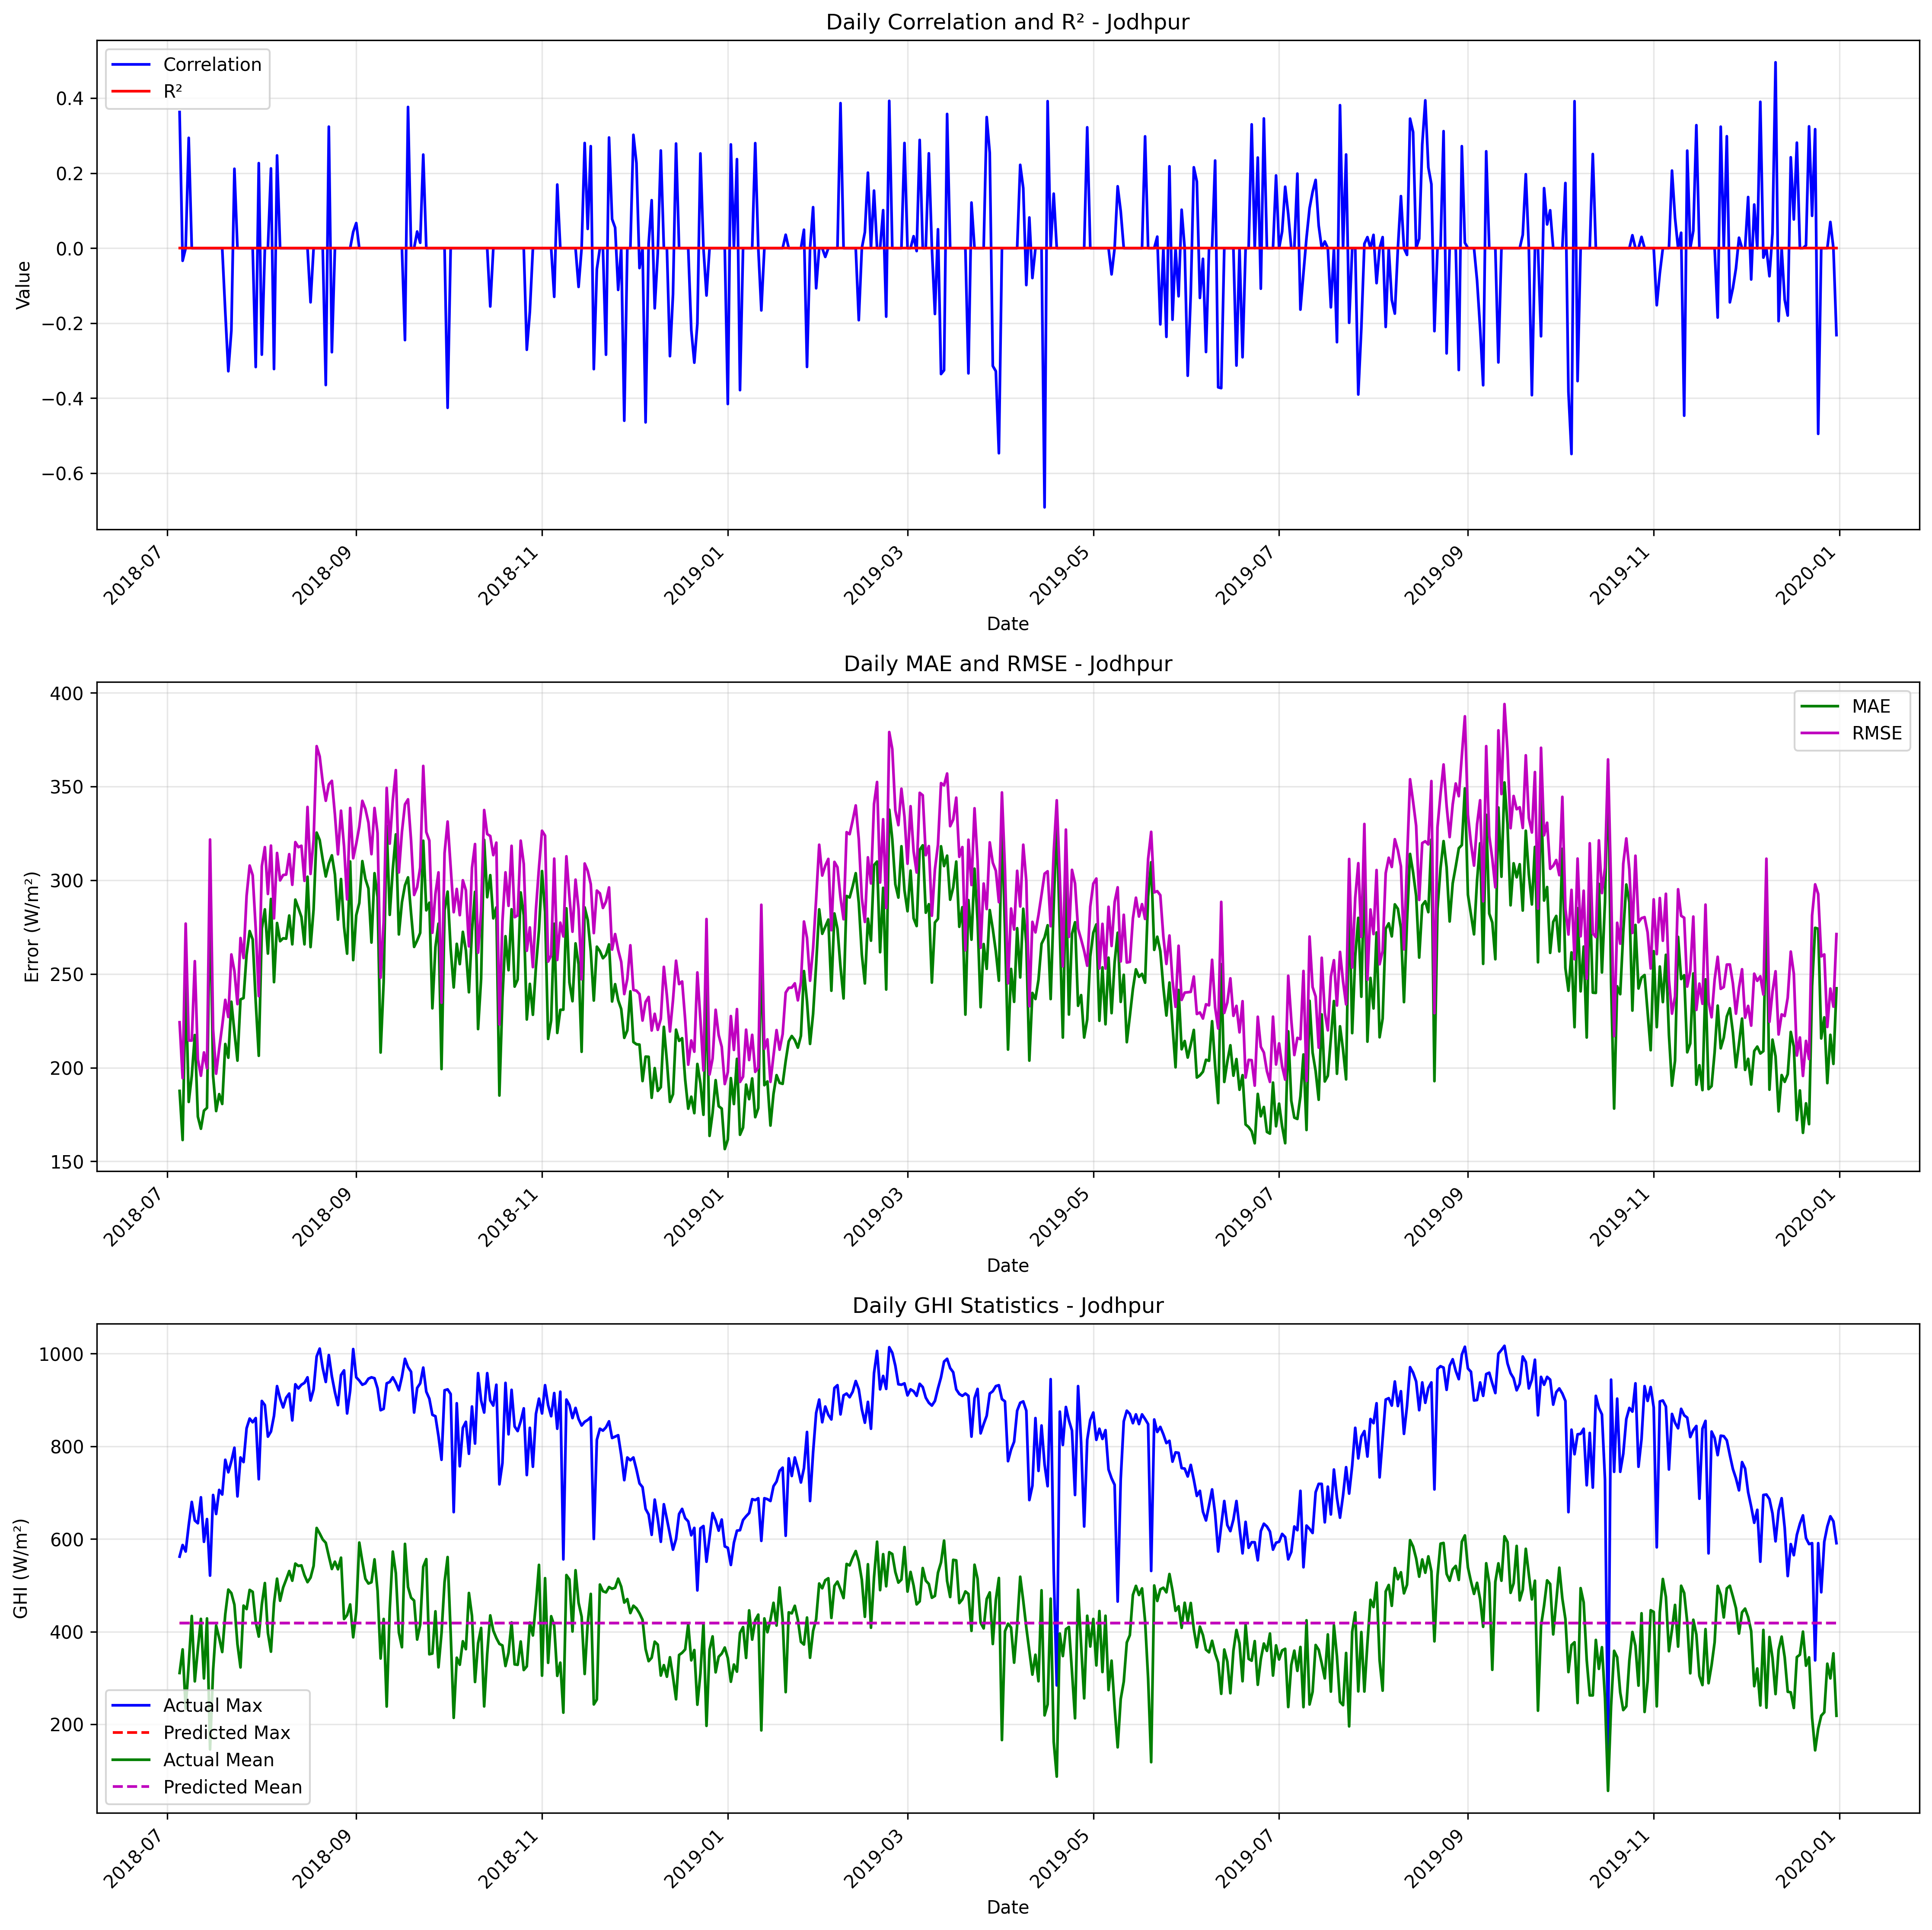 Daily Correlation and R² - Jodhpur
Correlation
R²
0.4
0.2
0.0
−0.2
−0.4
−0.6
Value
2018-07
2018-09
2018-11
2019-01
2019-03
2019-05
2019-07
2019-09
2019-11
2020-01
Date
Daily MAE and RMSE - Jodhpur
MAE
RMSE
400
350
300
250
200
150
Error (W/m²)
2018-07
2018-09
2018-11
2019-01
2019-03
2019-05
2019-07
2019-09
2019-11
2020-01
Date
Daily GHI Statistics - Jodhpur
1000
800
600
400
200
GHI (W/m²)
Actual Max
Predicted Max
Actual Mean
Predicted Mean
2018-07
2018-09
2018-11
2019-01
2019-03
2019-05
2019-07
2019-09
2019-11
2020-01
Date